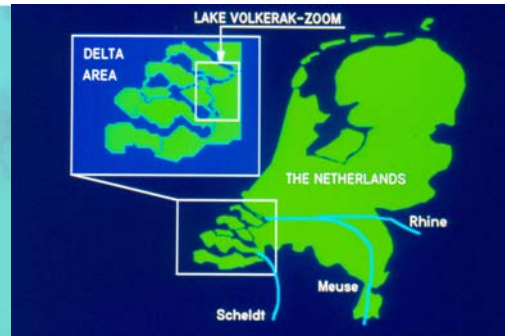 LAKE VOLKERAK-ZOOM
DELTA
AREA
THE NETHERLANDS
Rhine
Meuse
Scheldt